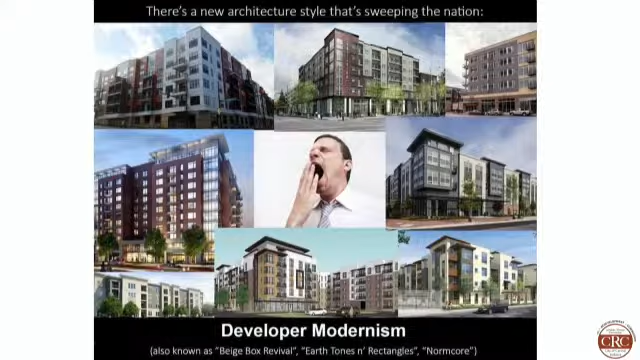 There's a new architecture style that's sweeping the nation:
Developer Modernism
(also known as "Beige Box Revival", "Earth Tones n' Rectangles", "Normcore")
CRC